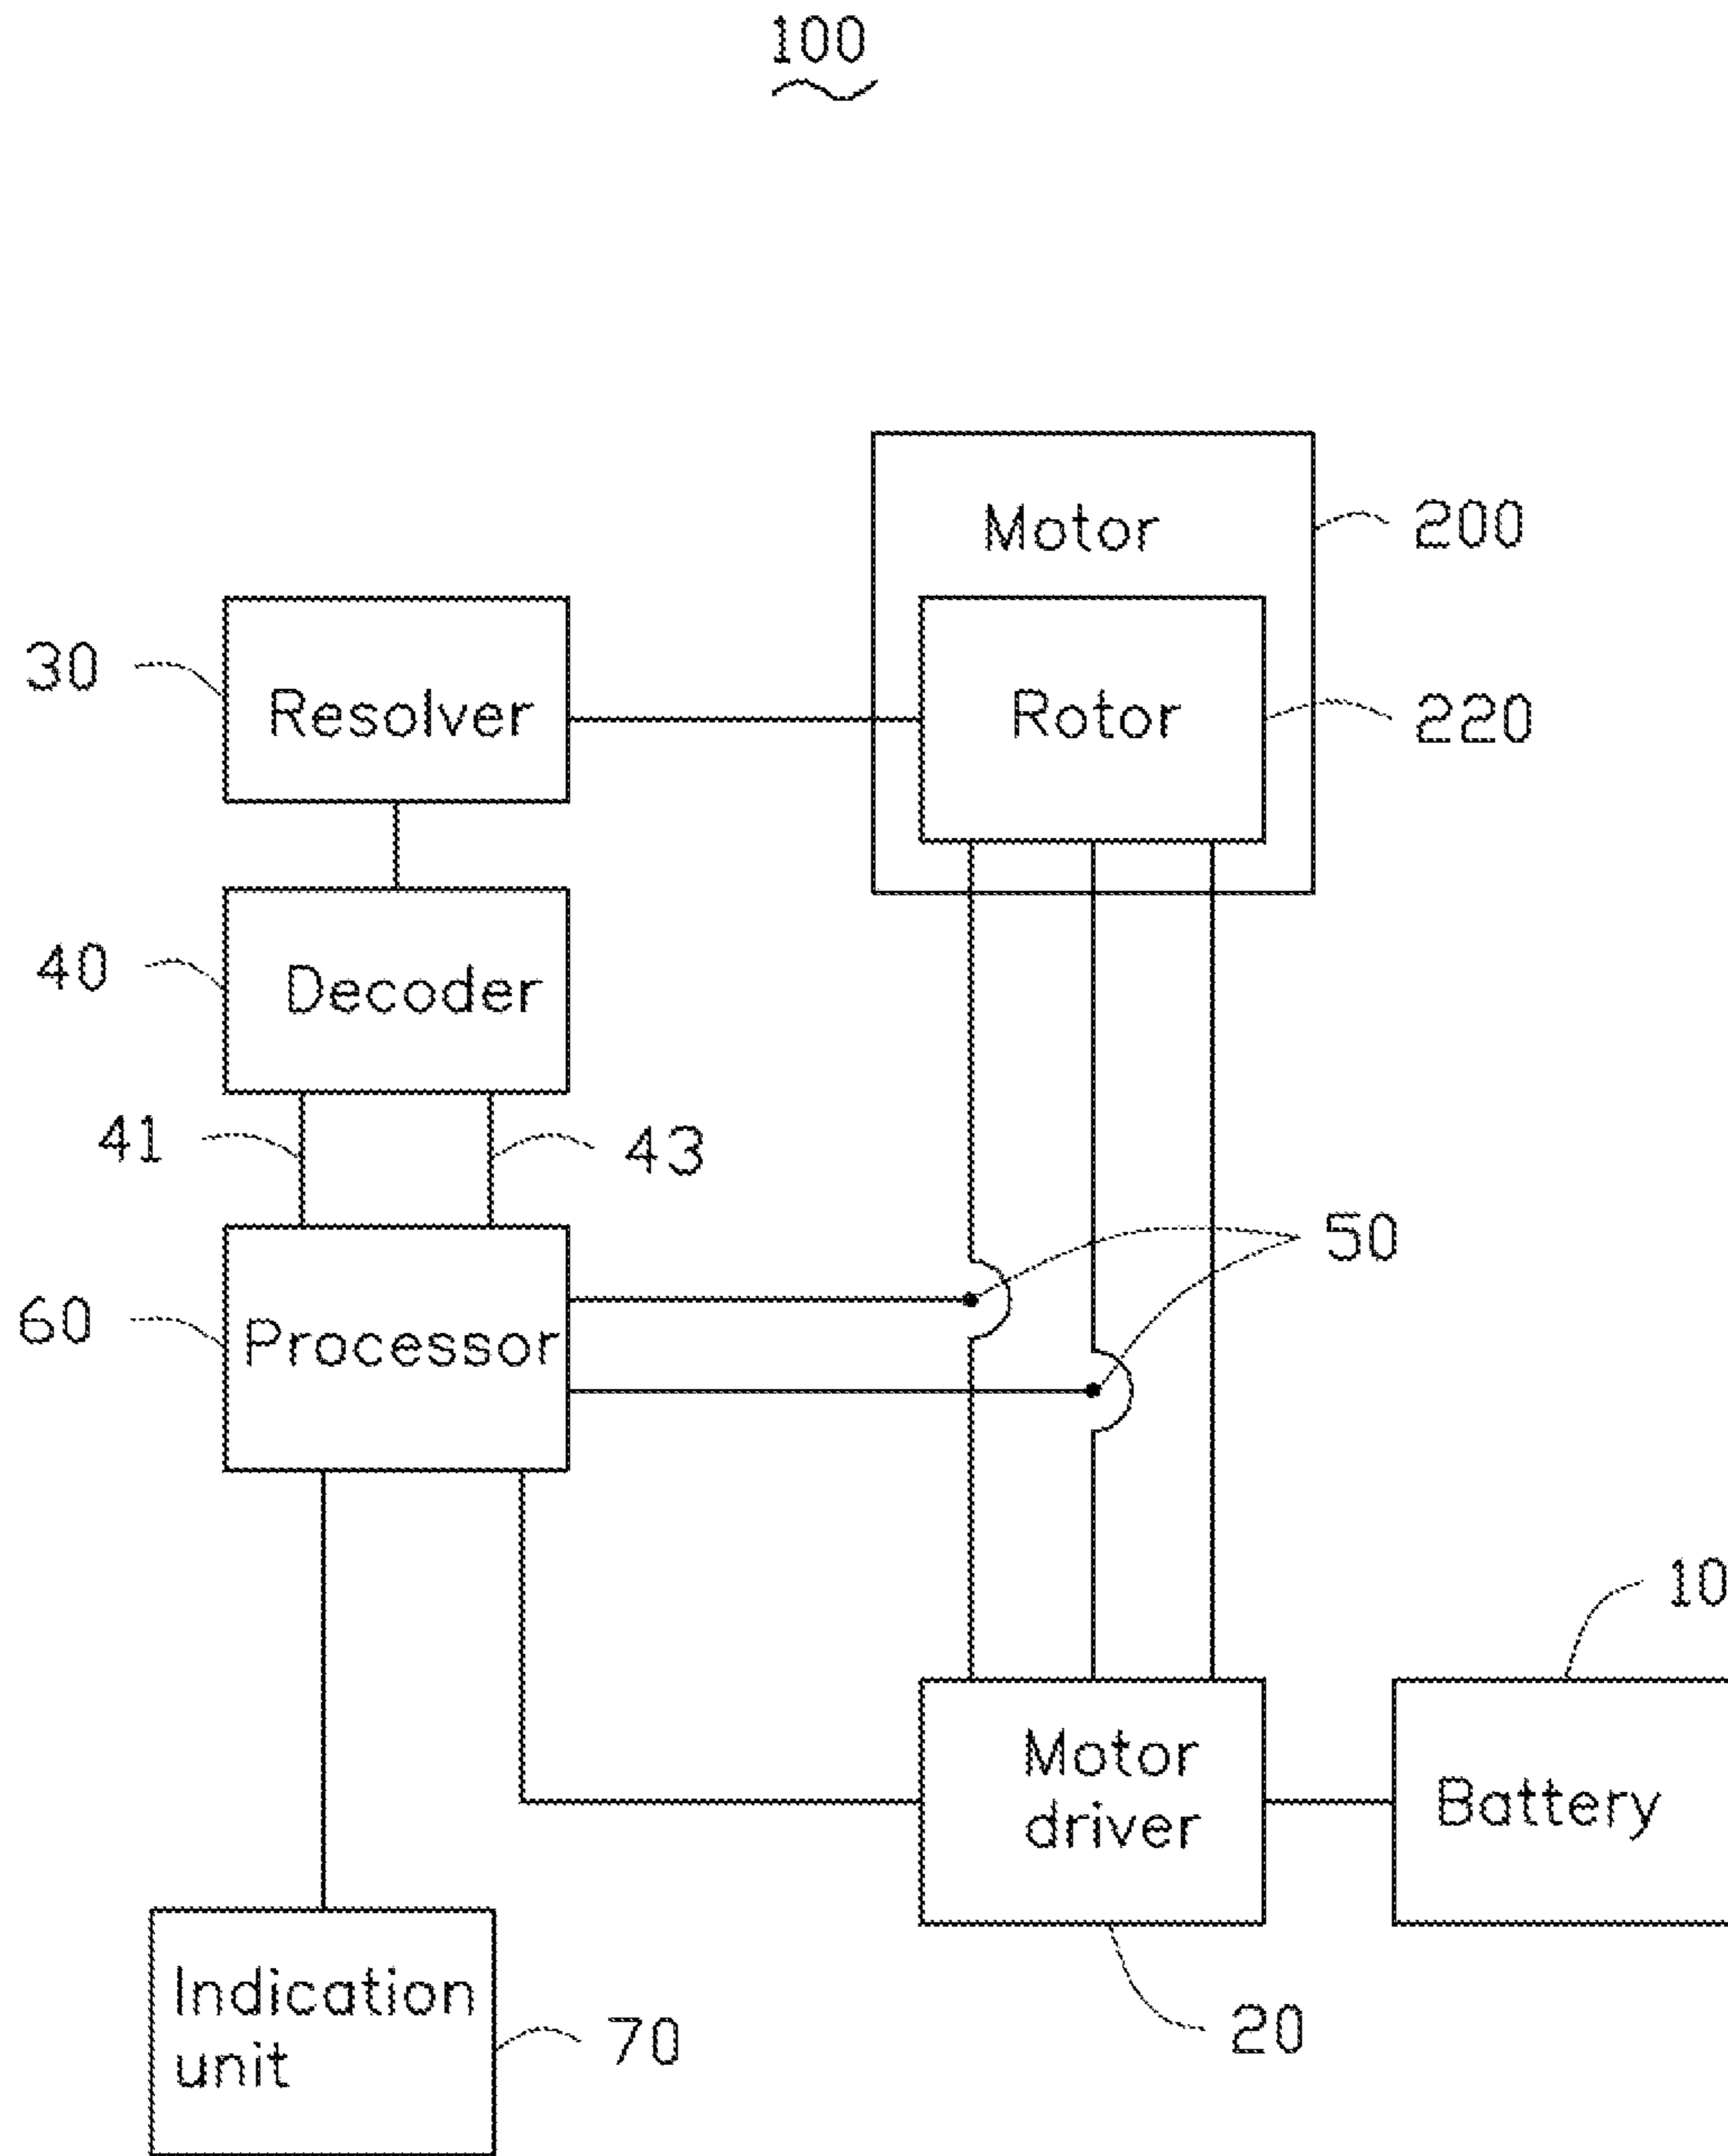 100
Motor
200
30
Resolver
Rotor
220
40
Decoder
41
43
50
60
Processor
10
Motor
driver
Battery
Indication
unit
70
20